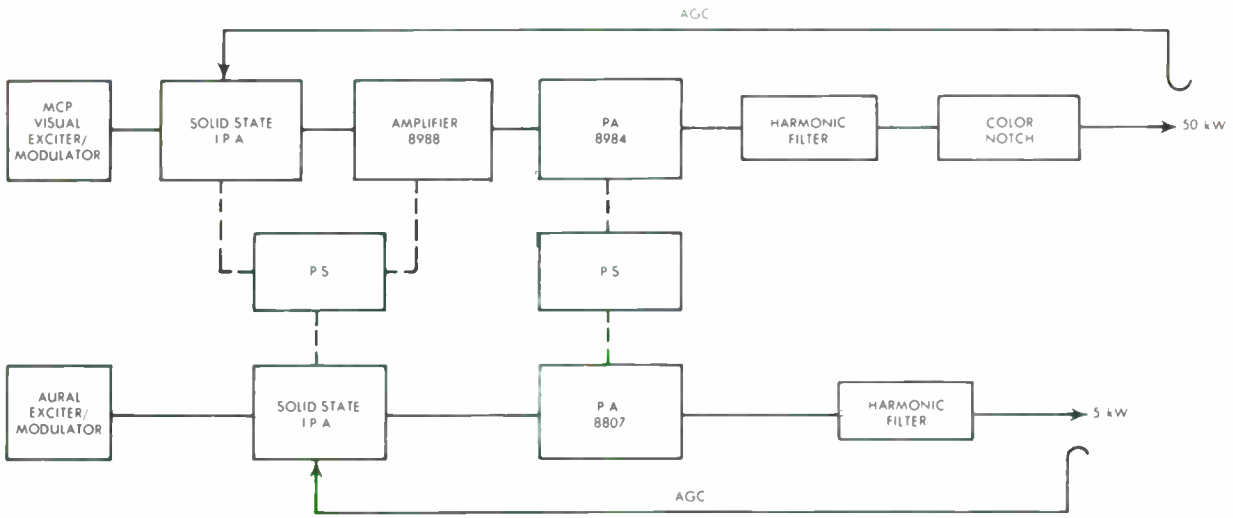 AGC
MCP
VISUAL
EXCITER/
MODULATOR
SOLID STATE
I P A
AMPLIFIER
8988
PA
8984
HARMONIC
FILTER
COLOR
NOTCH
50 kW
P S
P S
AURAL
EXCITER/
MODULATOR
SOLID STATE
I P A
P A
8807
HARMONIC
FILTER
5 kW
AGC